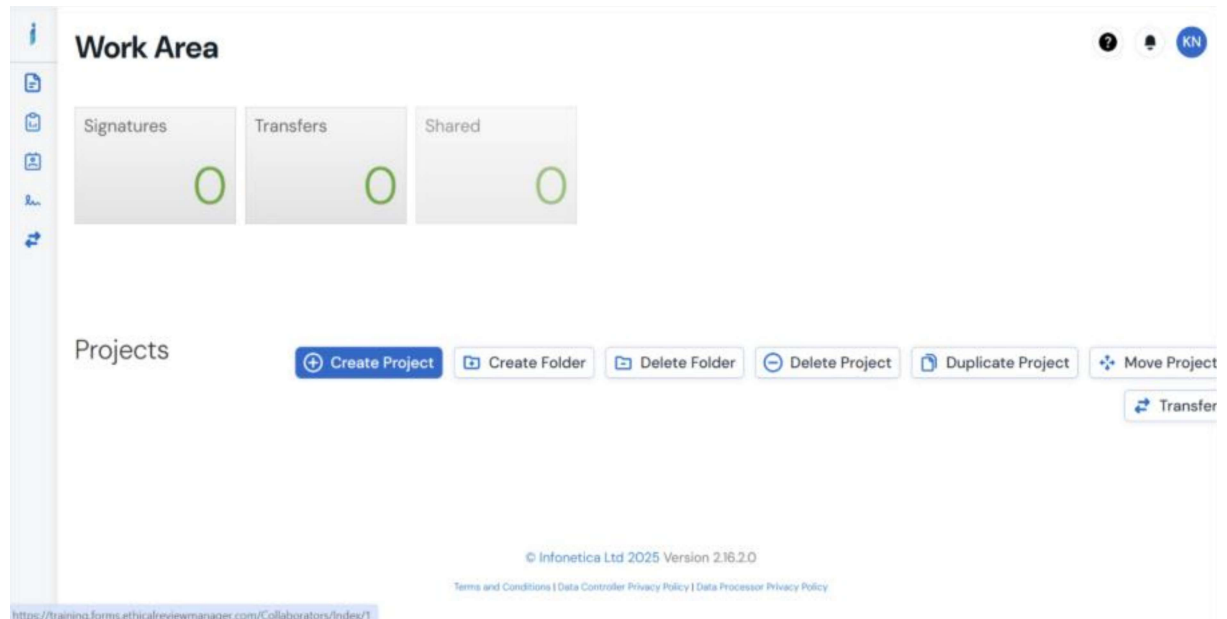 Work Area
?
KN
Signatures
Transfers
Shared
0
0
0
Projects
Create Project
Create Folder
Delete Folder
Delete Project
Duplicate Project
Move Project
Transfer
© Infonetica Ltd 2025 Version 2.16.2.0
Terms and Conditions | Data Controller Privacy Policy | Data Processor Privacy Policy
https://training.forms.ethicalreviewmanager.com/Collaborators/Index/1